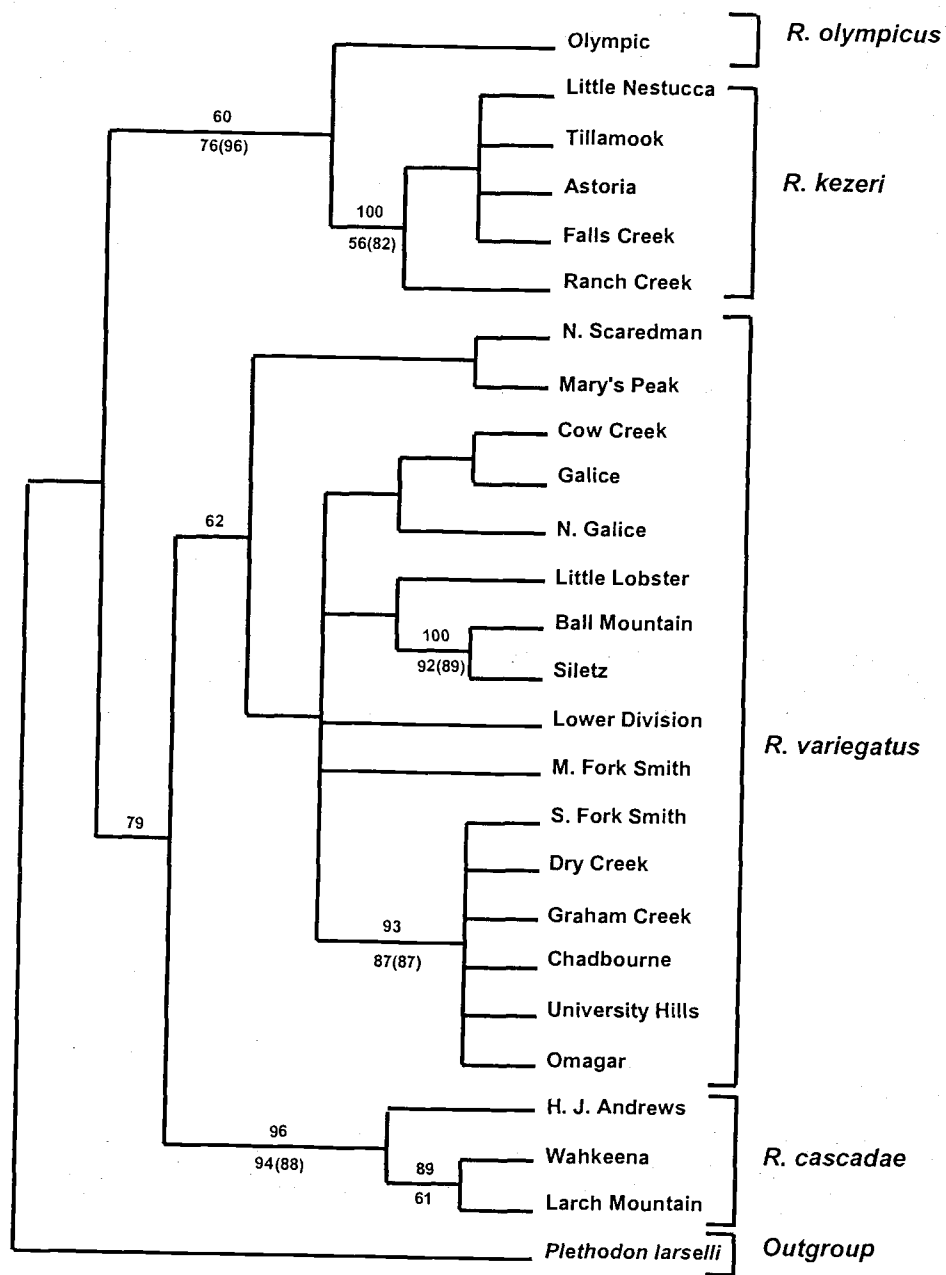 Olympic
R. olympicus
Little Nestucca
60
76(96)
Tillamook
R. kezeri
Astoria
100
56(82)
Falls Creek
Ranch Creek
N. Scaredman
Mary's Peak
Cow Creek
Galice
62
N. Galice
Little Lobster
Ball Mountain
100
92(89)
Siletz
Lower Division
R. variegatus
M. Fork Smith
79
S. Fork Smith
Dry Creek
Graham Creek
93
87(87)
Chadbourne
University Hills
Omagar
H. J. Andrews
96
94(88)
Wahkeena
R. cascadae
89
61
Larch Mountain
Plethodon larselli
Outgroup